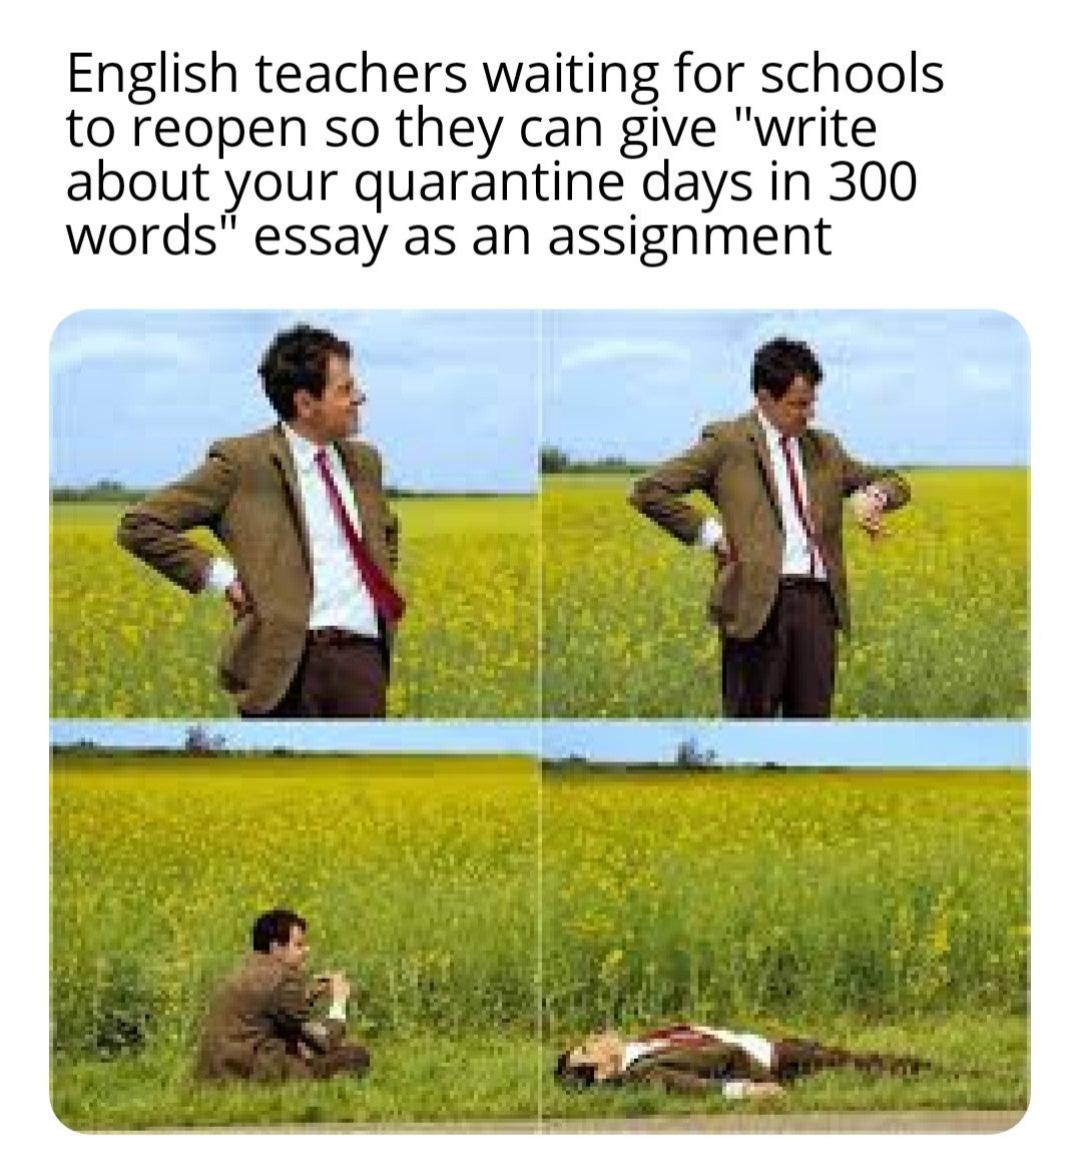 English teachers waiting for schools
to reopen so they can give "write
about your quarantine days in 300
words" essay as an assignment